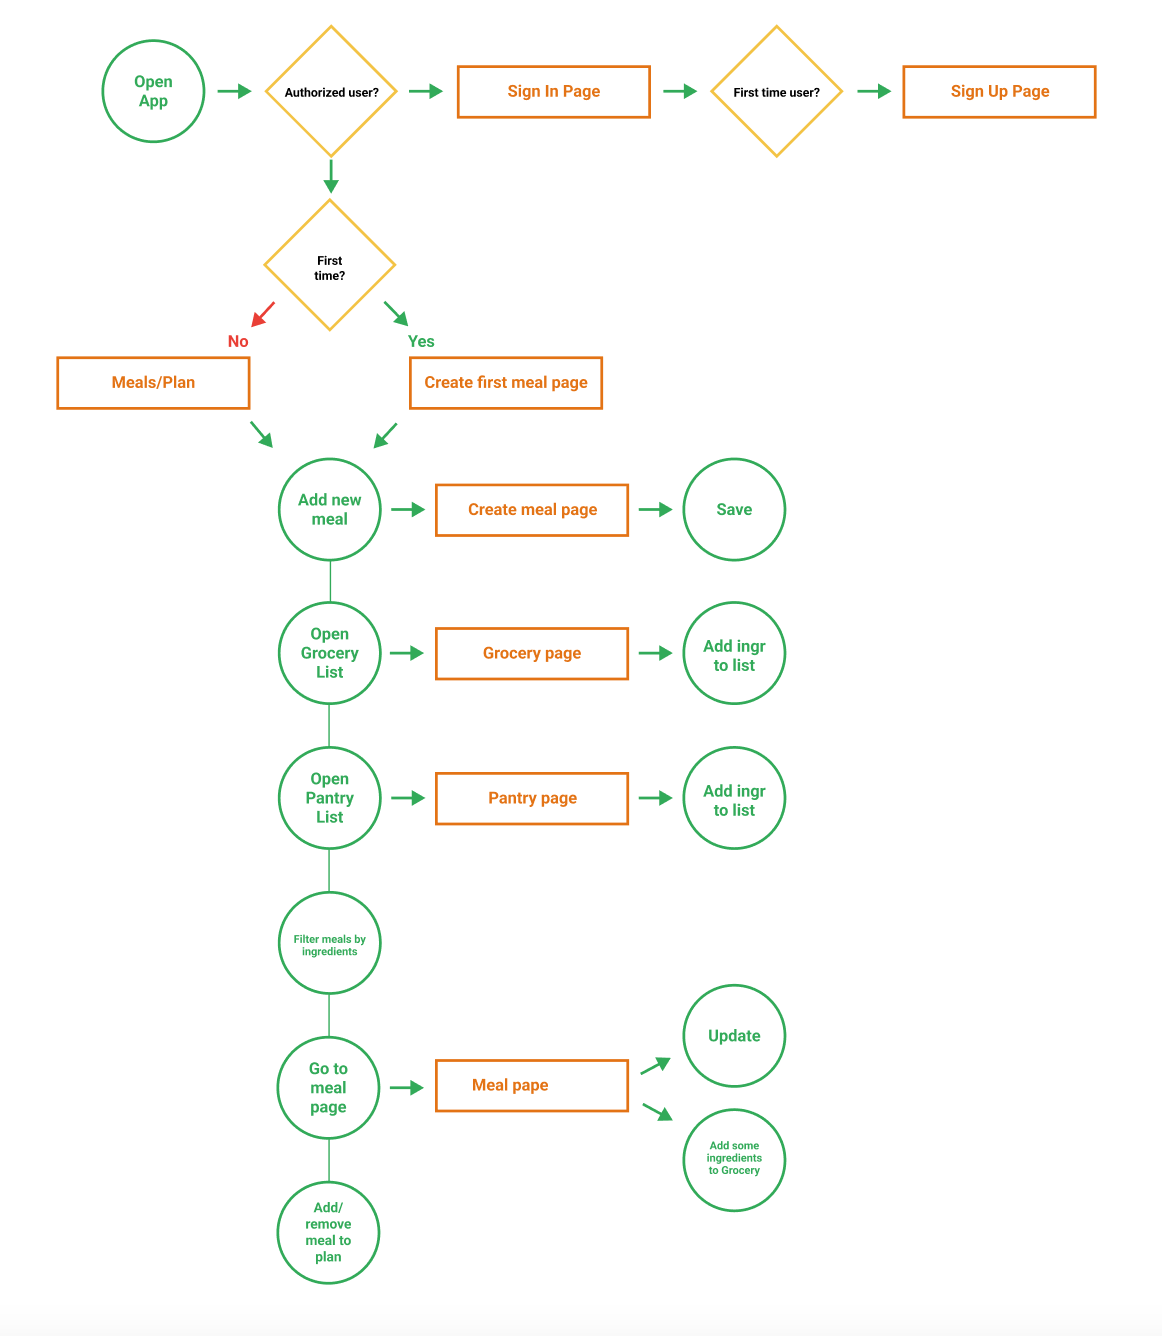 Open
App
Authorized user?
Sign In Page
First time user?
Sign Up Page
First
time?
No
Yes
Meals/Plan
Create first meal page
Add new
meal
Create meal page
Save
Open
Grocery
List
Grocery page
Add ingr
to list
Open
Pantry
List
Pantry page
Add ingr
to list
Filter meals by
ingredients
Go to
meal
page
Meal pape
Update
Add some
ingredients
to Grocery
Add/
remove
meal to
plan